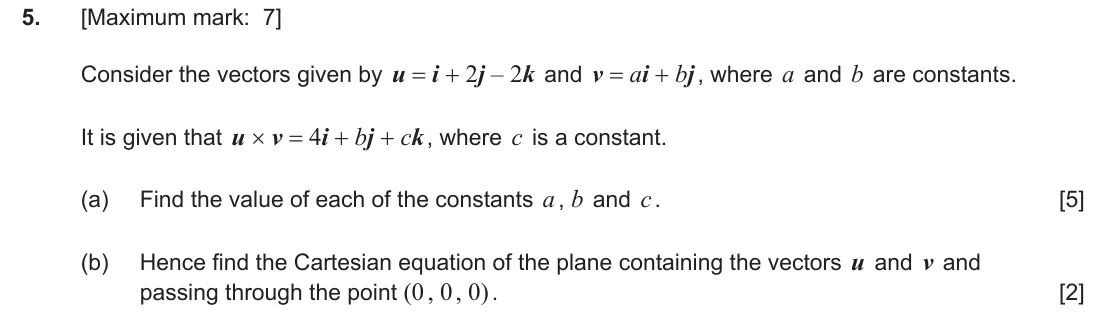 5. [Maximum mark: 7]
Consider the vectors given by u = i + 2j – 2k and v = ai + bj, where a and b are constants.
It is given that u × v = 4i + bj + ck, where c is a constant.
(a) Find the value of each of the constants a, b and c. [5]
(b) Hence find the Cartesian equation of the plane containing the vectors u and v and
passing through the point (0, 0, 0). [2]